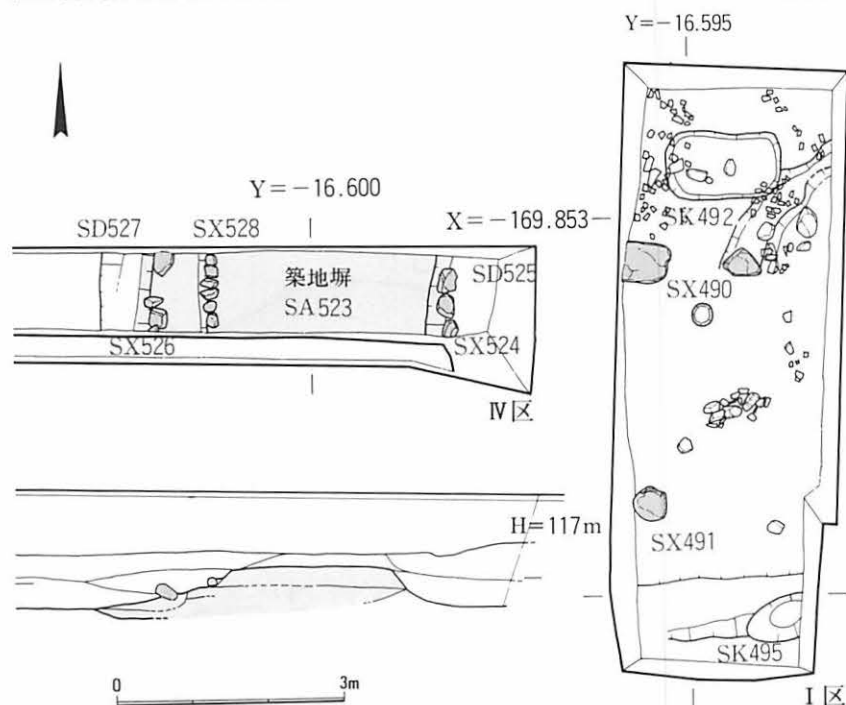 Y=-16.595
Y=-16.600
X=-169.853
SD527
SX528
SK492
築地塀
SA523
SD525
SX490
SX526
SX524
Ⅳ区
H=117m
SX491
SK495
0
3m
Ⅰ区